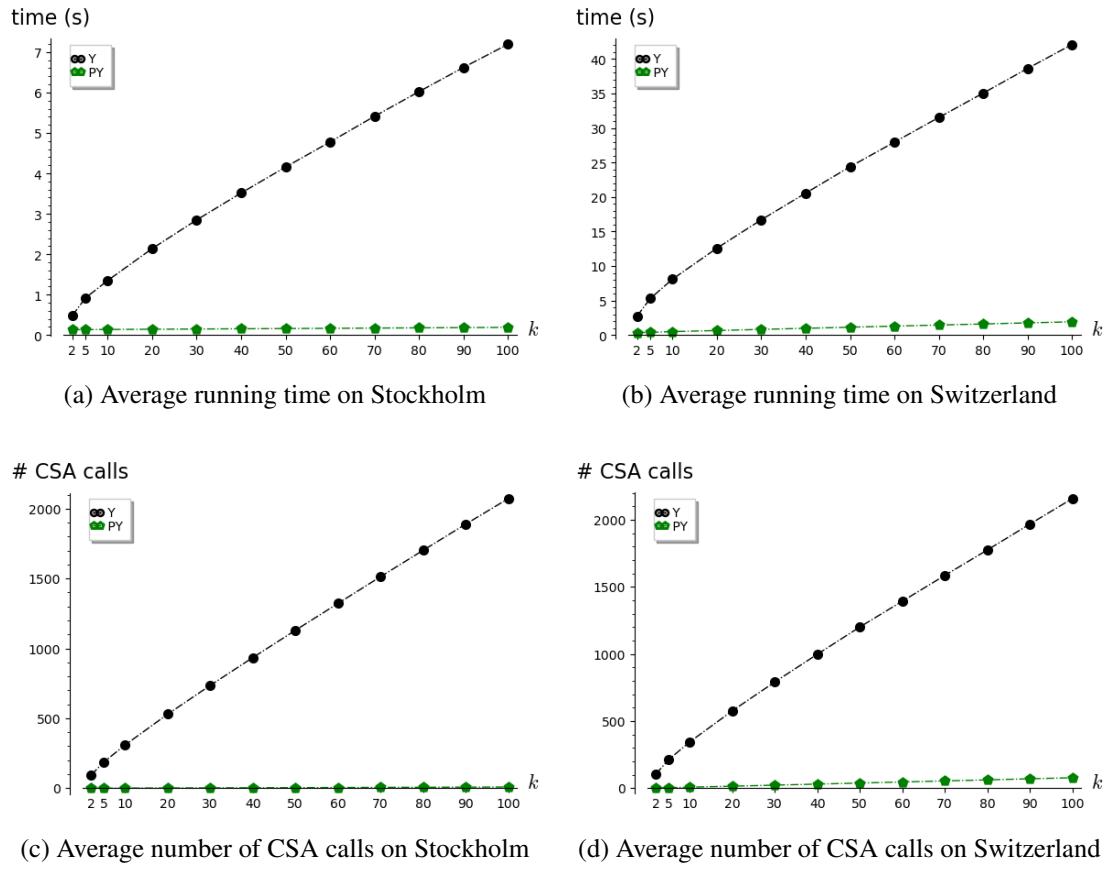 time (s)
7
6
5
4
3
2
1
0
Y
PY
2 5 10 20 30 40 50 60 70 80 90 100
k
(a) Average running time on Stockholm
time (s)
40
35
30
25
20
15
10
5
0
Y
PY
2 5 10 20 30 40 50 60 70 80 90 100
k
(b) Average running time on Switzerland
# CSA calls
2000
1500
1000
500
0
Y
PY
2 5 10 20 30 40 50 60 70 80 90 100
k
(c) Average number of CSA calls on Stockholm
# CSA calls
2000
1500
1000
500
0
Y
PY
2 5 10 20 30 40 50 60 70 80 90 100
k
(d) Average number of CSA calls on Switzerland